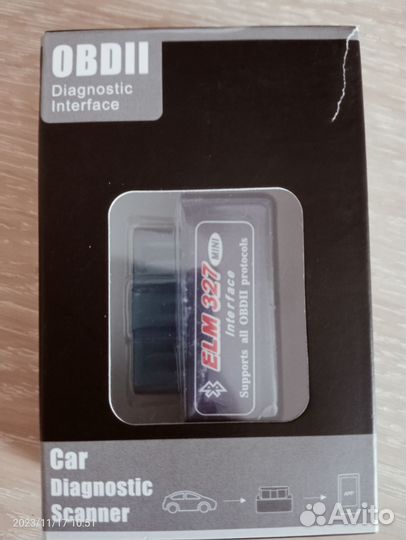 OBDII
Diagnostic
Interface
ELM 327 MINI
Interface
Supports all OBDII protocols
Car
Diagnostic
Scanner
2023/11/17 10:51
Avito